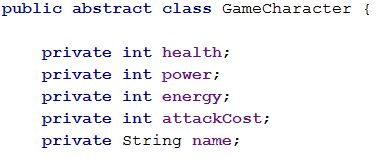 public abstract class GameCharacter {
private int health;
private int power;
private int energy;
private int attackCost;
private String name;